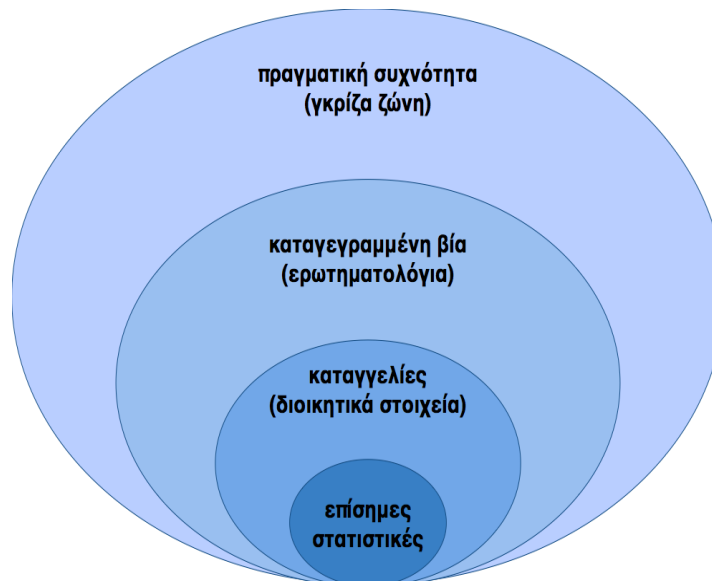 πραγματική συχνότητα
(γκρίζα ζώνη)
καταγεγραμμένη βία
(ερωτηματολόγια)
καταγγελίες
(διοικητικά στοιχεία)
επίσημες
στατιστικές